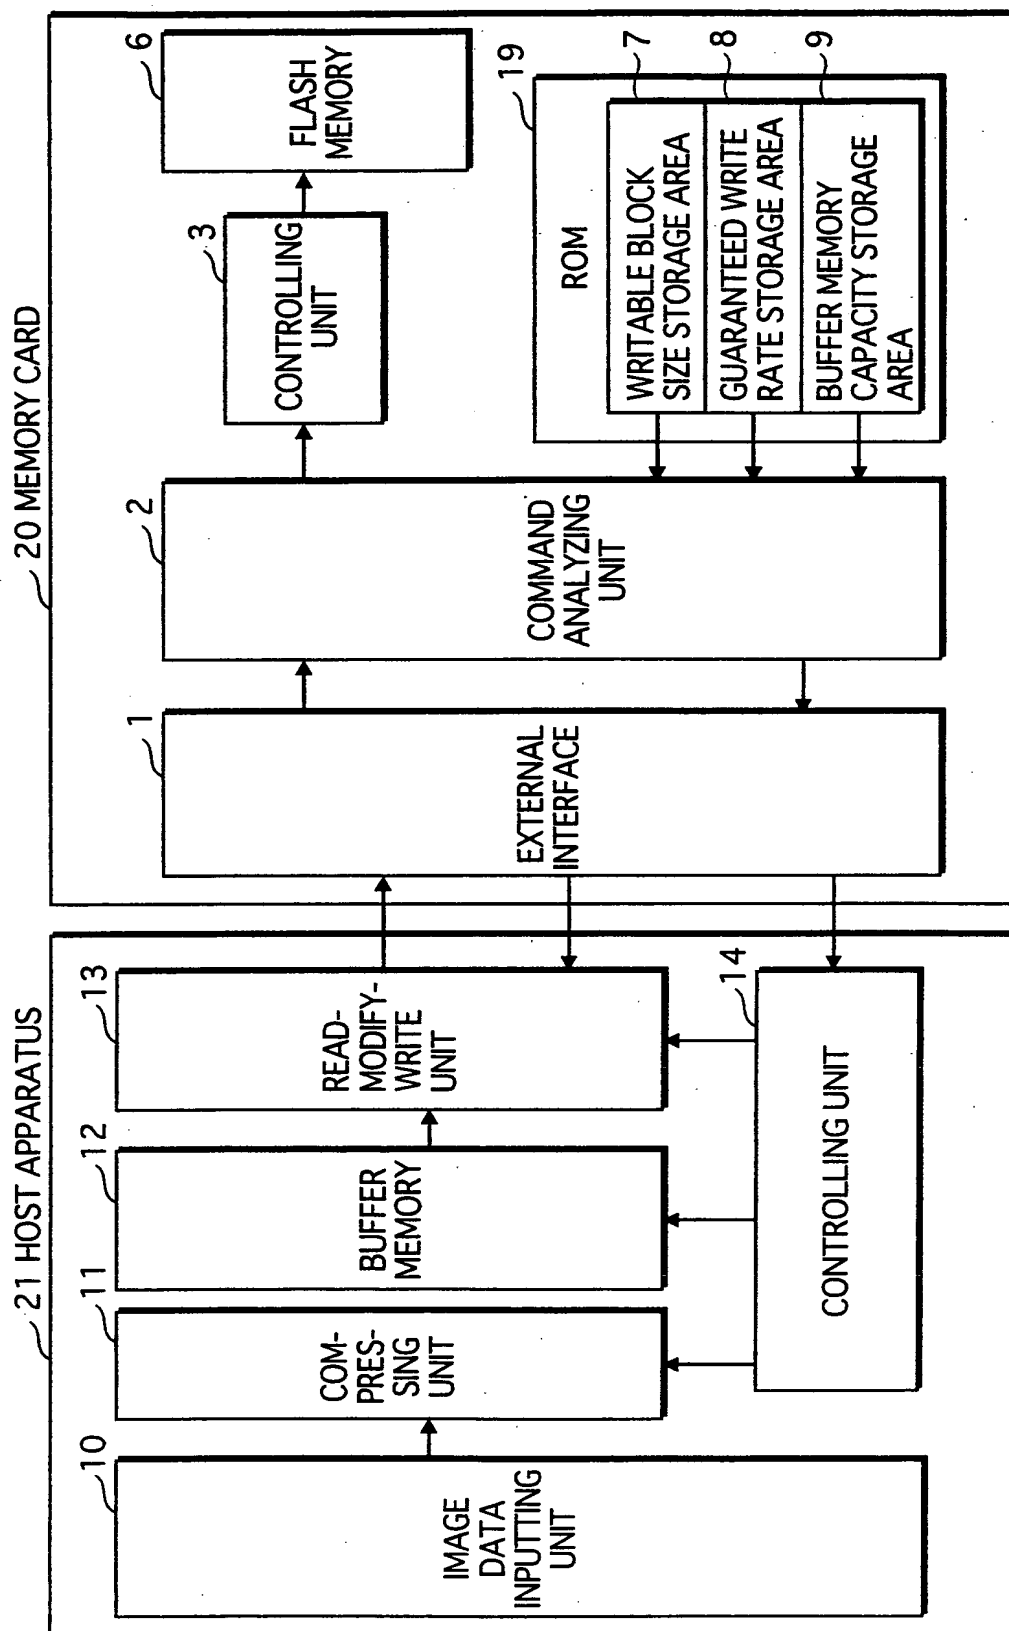 21 HOST APPARATUS
10
IMAGE
DATA
INPUTTING
UNIT
11
COM-
PRES-
SING
UNIT
12
BUFFER
MEMORY
13
READ-
MODIFY-
WRITE
UNIT
14
CONTROLLING UNIT
20 MEMORY CARD
1
EXTERNAL
INTERFACE
2
COMMAND
ANALYZING
UNIT
3
CONTROLLING
UNIT
6
FLASH
MEMORY
19
ROM
7
WRITABLE BLOCK
SIZE STORAGE AREA
8
GUARANTEED WRITE
RATE STORAGE AREA
9
BUFFER MEMORY
CAPACITY STORAGE
AREA